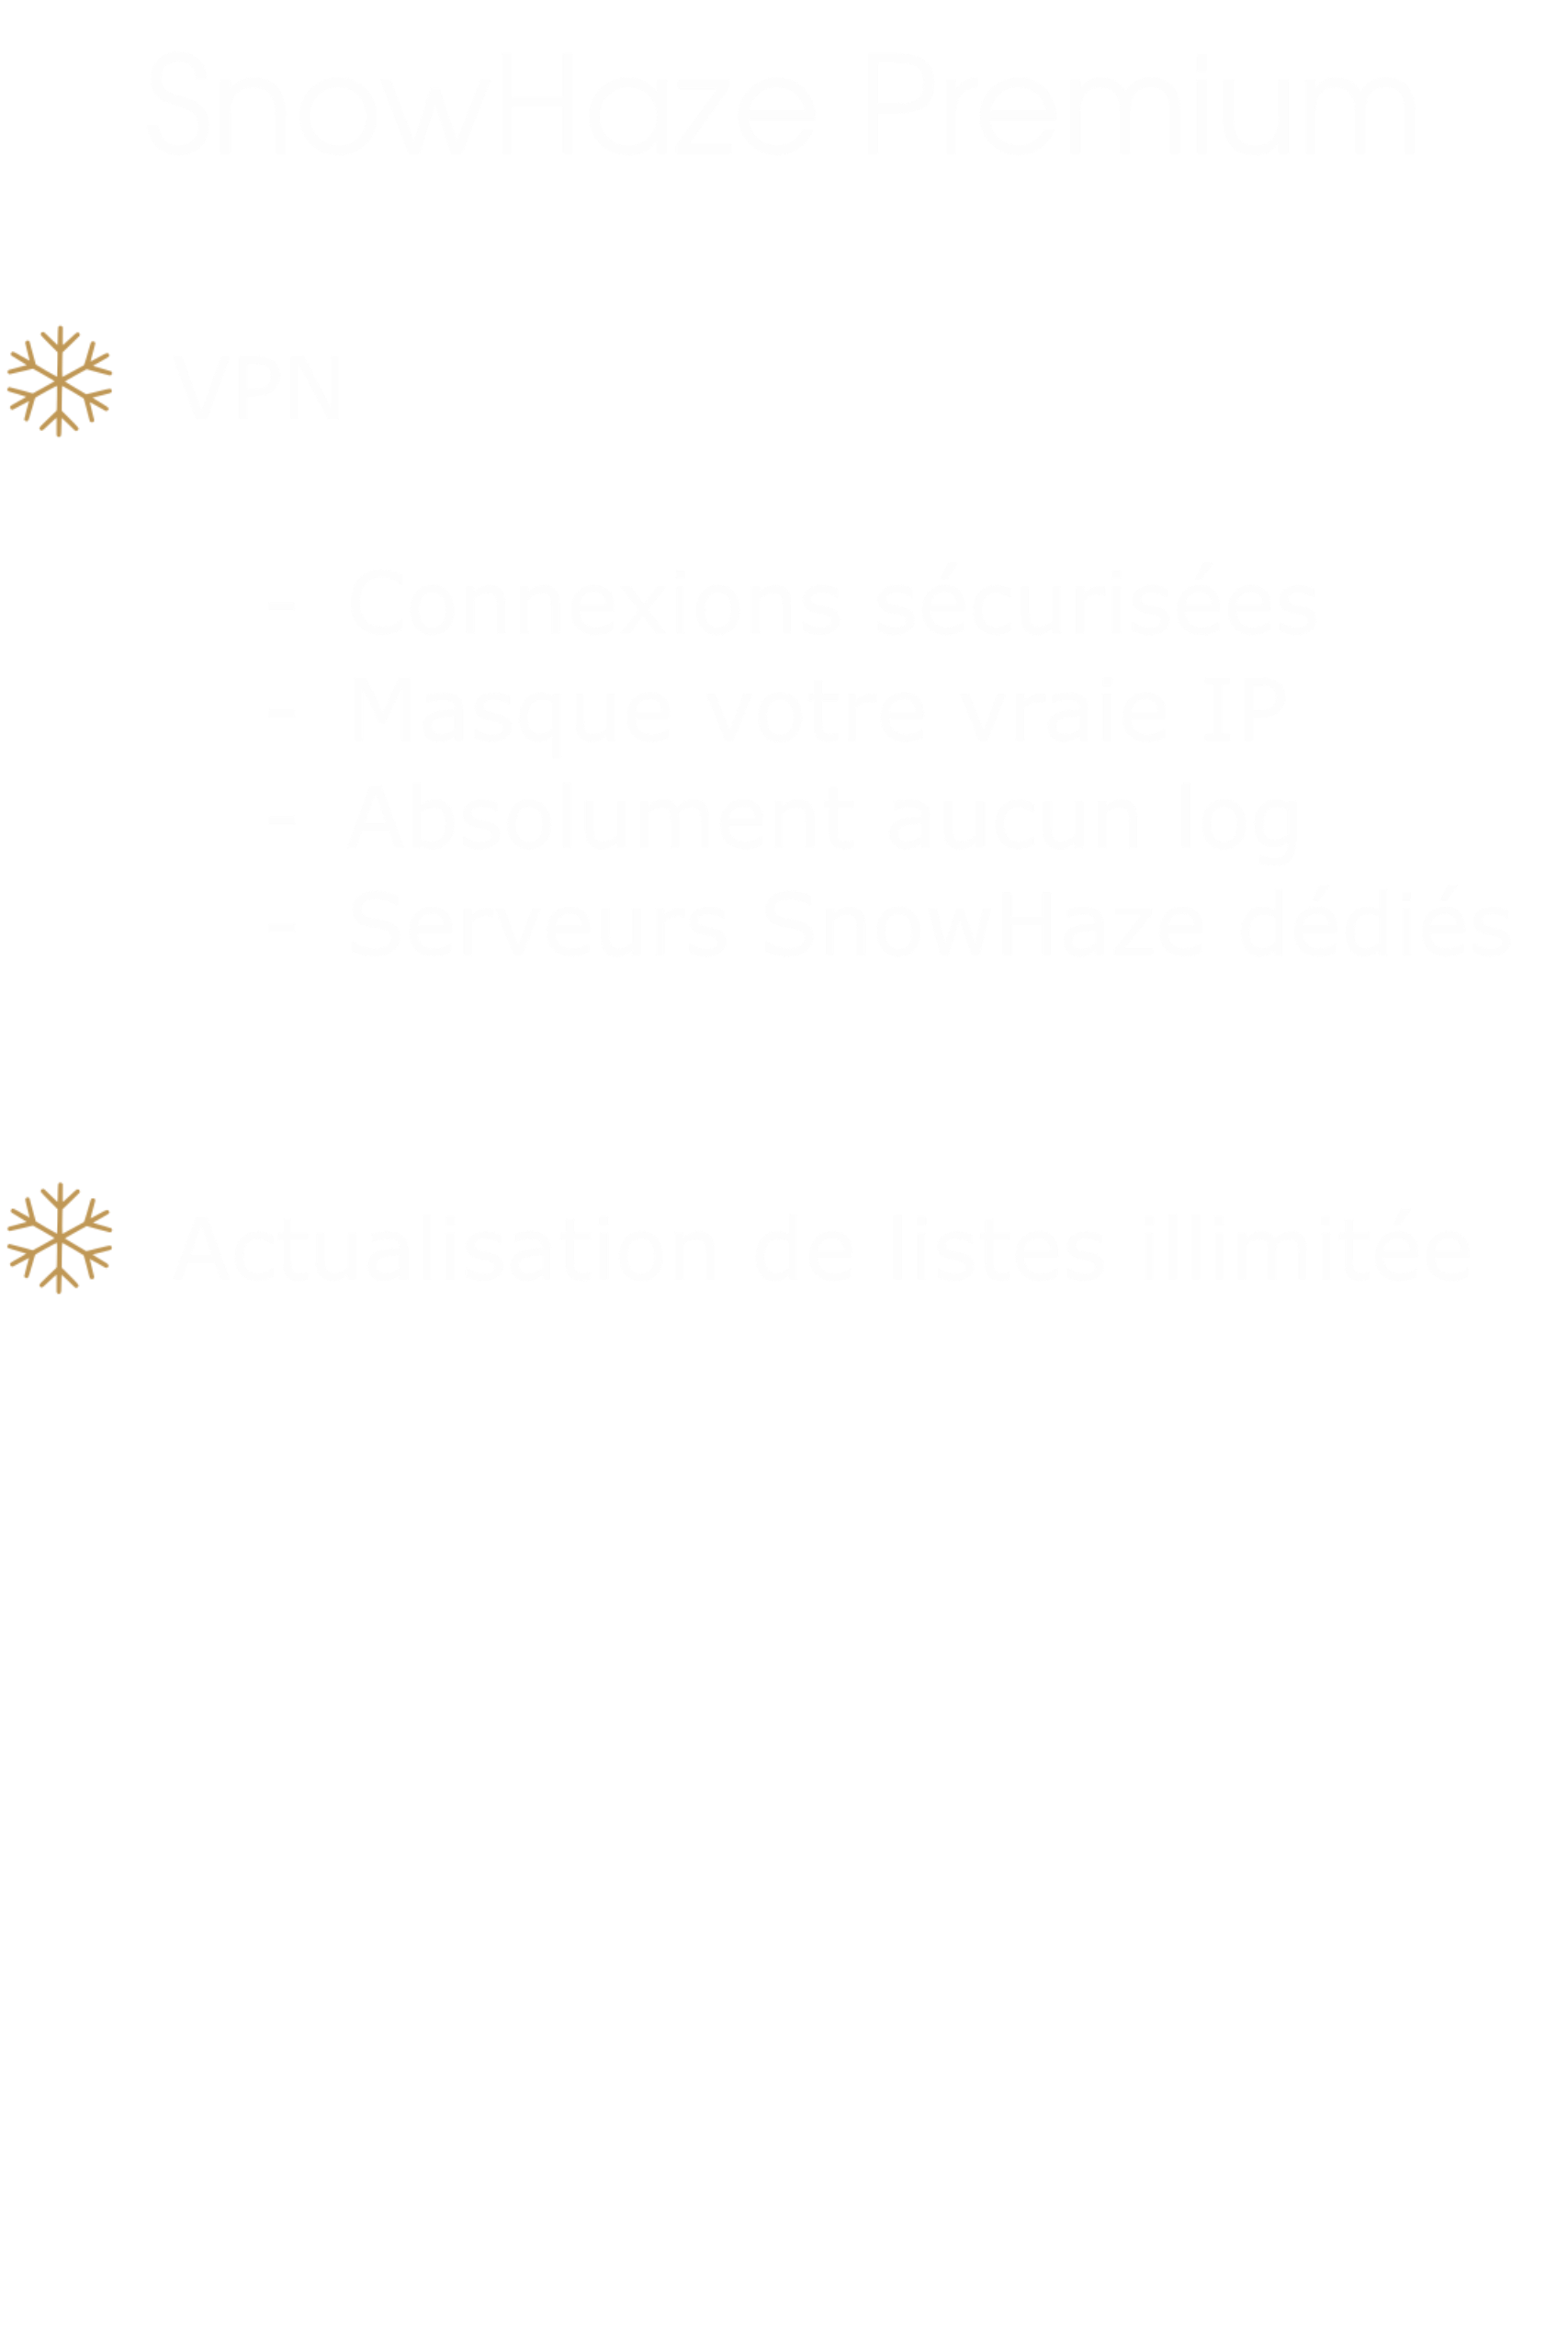 SnowHaze Premium
VPN
- Connexions sécurisées
- Masque votre vraie IP
- Absolument aucun log
- Serveurs SnowHaze dédiés
Actualisation de listes illimitée